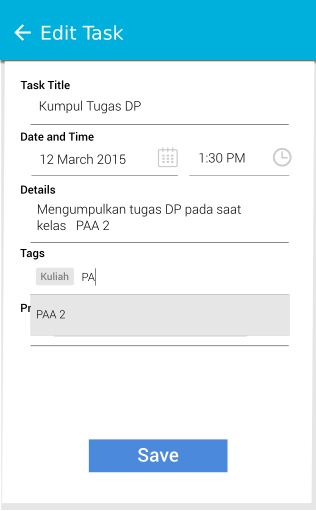 Edit Task
Task Title
Kumpul Tugas DP
Date and Time
12 March 2015 1:30 PM
Details
Mengumpulkan tugas DP pada saat
kelas PAA 2
Tags
Kuliah PA
PAA 2
Save